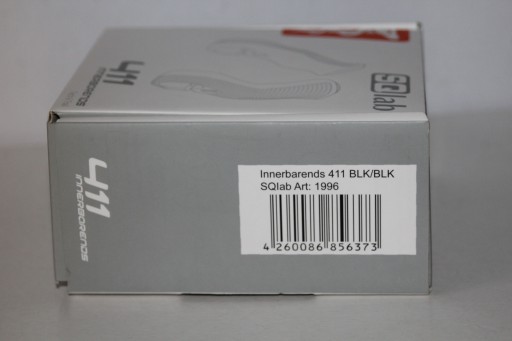 411
INNERBARENDS
SQlab
411
INNERBARENDS
Innerbarends 411 BLK/BLK
SQlab Art: 1996
4 260086 856373